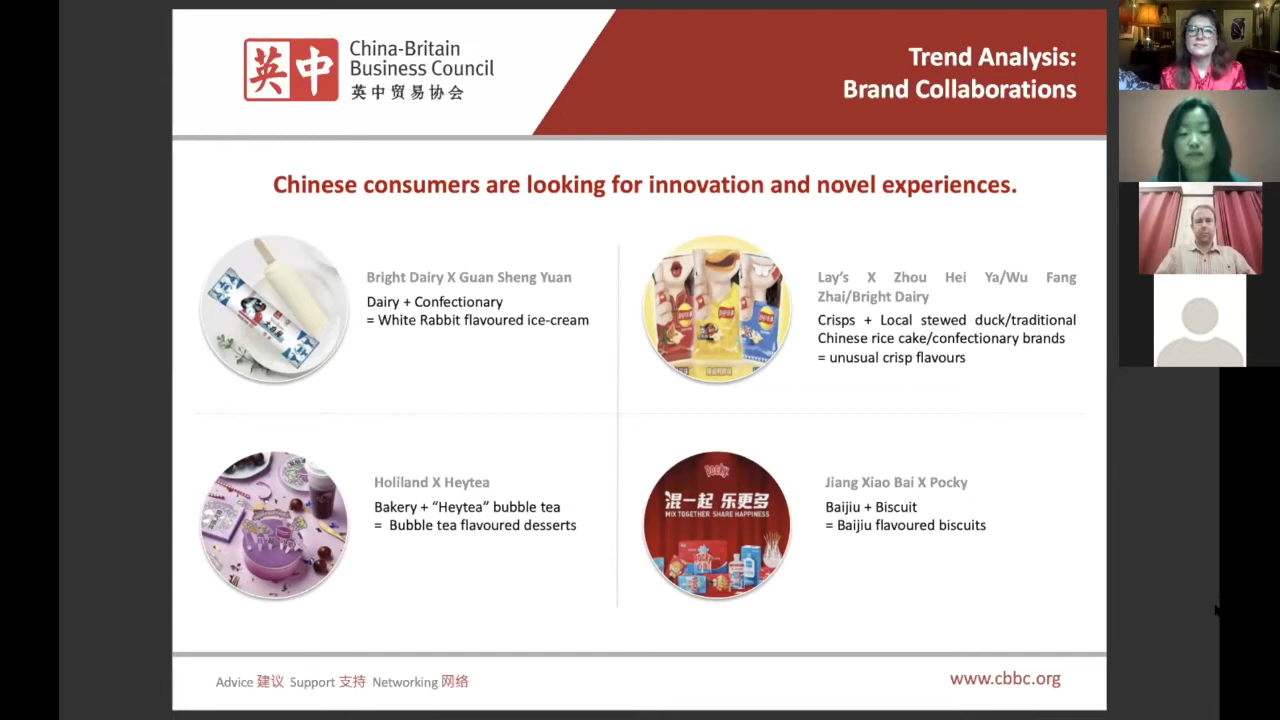 英中
China-Britain
Business Council
英中贸易协会
Trend Analysis:
Brand Collaborations
Chinese consumers are looking for innovation and novel experiences.
Bright Dairy X Guan Sheng Yuan
Dairy + Confectionary
= White Rabbit flavoured ice-cream
Lay's X Zhou Hei Ya/Wu Fang
Zhai/Bright Dairy
Crisps + Local stewed duck/traditional
Chinese rice cake/confectionary brands
= unusual crisp flavours
Holiland X Heytea
Bakery + “Heytea” bubble tea
= Bubble tea flavoured desserts
Pocky
混一起 乐更多
MIX TOGETHER SHARE HAPPINESS
Jiang Xiao Bai X Pocky
Baijiu + Biscuit
= Baijiu flavoured biscuits
Advice 建议 Support 支持 Networking 网络
www.cbbc.org